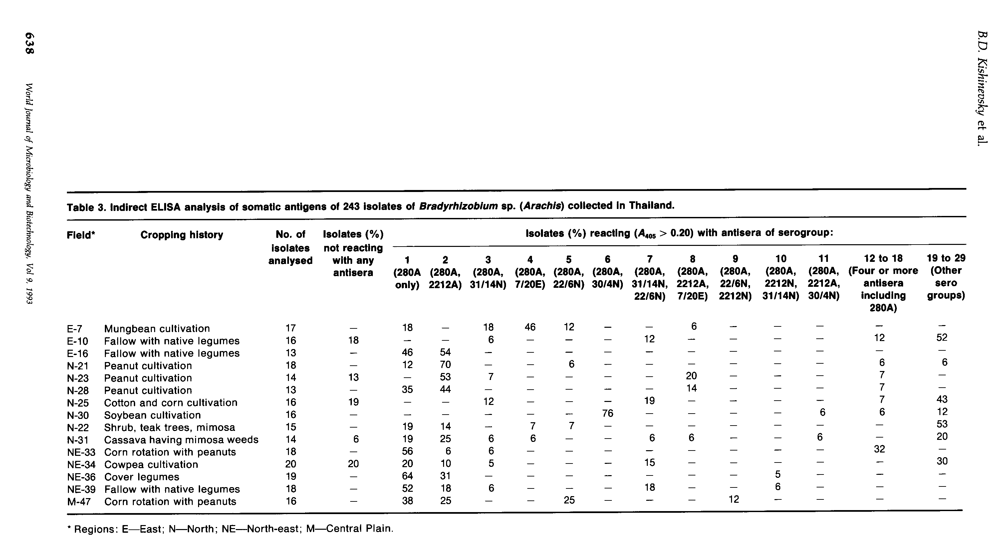 B.D. Kishinevsky et al.
Table 3. Indirect ELISA analysis of somatic antigens of 243 isolates of Bradyrhizobium sp. (Arachis) collected in Thailand.
Field* Cropping history No. of Isolates (%) Isolates (%) reacting (A405 > 0.20) with antisera of serogroup:
isolates not reacting
analysed with any 1 2 3 4 5 6 7 8 9 10 11 12 to 18 19 to 29
antisera (280A (280A, (280A, (280A, (280A, (280A, (280A, (280A, (280A, (280A, (280A, (Four or more (Other
only) 2212A) 31/14N) 7/20E) 22/6N) 30/4N) 31/14N, 2212A, 22/6N, 2212N, 2212A, antisera sero
22/6N) 7/20E) 2212N) 31/14N) 30/4N) including groups)
280A)
E-7 Mungbean cultivation 17 — 18 — 18 46 12 — — 6 — — — — —
E-10 Fallow with native legumes 16 18 — — 6 — — — 12 — — — — 12 52
E-16 Fallow with native legumes 13 — 46 54 — — — — — — — — — — —
N-21 Peanut cultivation 18 — 12 70 — — 6 — — — — — — 6 6
N-23 Peanut cultivation 14 13 — 53 7 — — — — 20 — — — 7 —
N-28 Peanut cultivation 13 — 35 44 — — — — — 14 — — — 7 —
N-25 Cotton and corn cultivation 16 19 — — 12 — — — 19 — — — — 7 43
N-30 Soybean cultivation 16 — — — — — — 76 — — — — 6 6 12
N-22 Shrub, teak trees, mimosa 15 — 19 14 — 7 7 — — — — — — — 53
N-31 Cassava having mimosa weeds 14 6 19 25 6 6 — — 6 6 — — 6 — 20
NE-33 Corn rotation with peanuts 18 — 56 6 6 — — — — — — — — 32 —
NE-34 Cowpea cultivation 20 20 20 10 5 — — — 15 — — — — — 30
NE-36 Cover legumes 19 — 64 31 — — — — — — — 5 — — —
NE-39 Fallow with native legumes 18 — 52 18 6 — — — 18 — — 6 — — —
M-47 Corn rotation with peanuts 16 — 38 25 — — 25 — — — 12 — — — —
* Regions: E—East; N—North; NE—North-east; M—Central Plain.
638 World Journal of Microbiology and Biotechnology, Vol 9, 1993